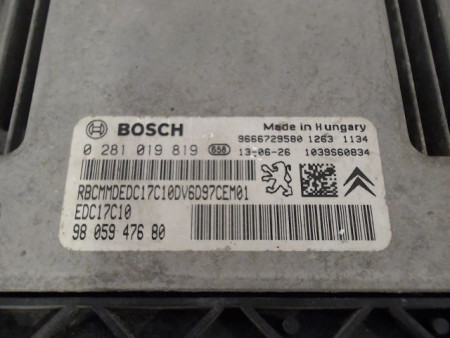 BOSCH
Made in Hungary
9666729580 1263 1134
0 281 019 819 656 13-06-26 1039S60834
RBCMMDEDC17C10DV6D97CEM01
EDC17C10
98 059 476 80